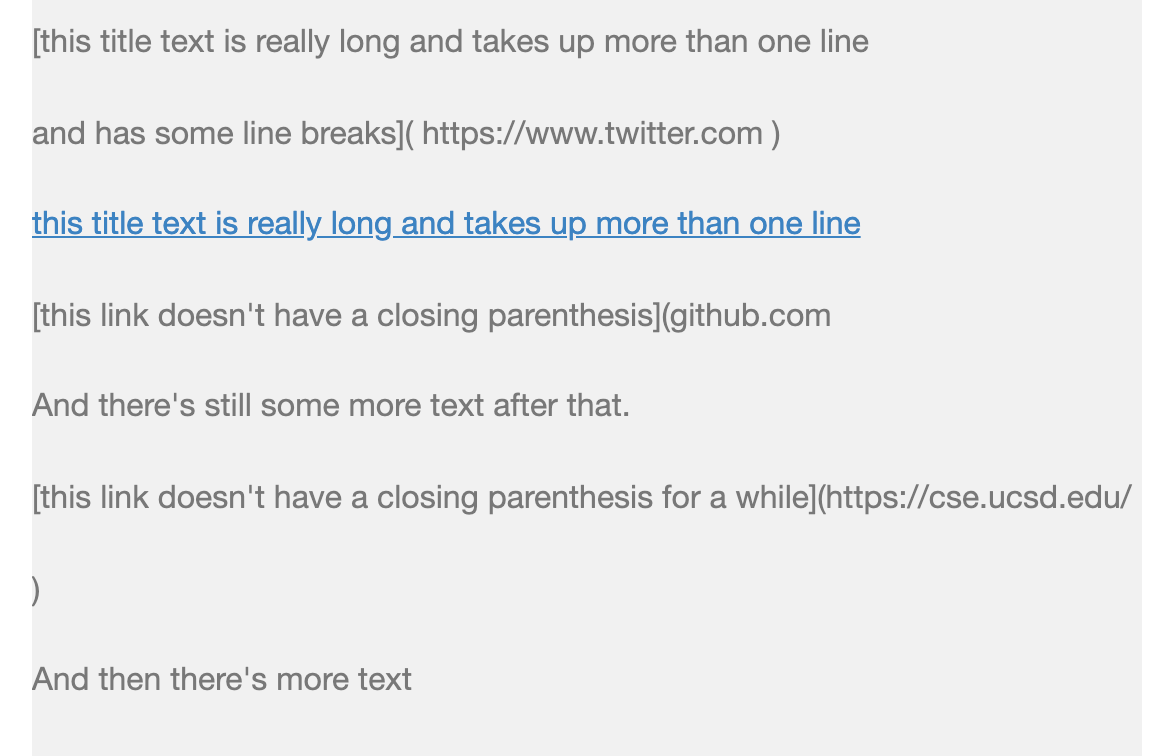 [this title text is really long and takes up more than one line
and has some line breaks]( https://www.twitter.com )
this title text is really long and takes up more than one line
[this link doesn't have a closing parenthesis](github.com
And there's still some more text after that.
[this link doesn't have a closing parenthesis for a while](https://cse.ucsd.edu/
)
And then there's more text